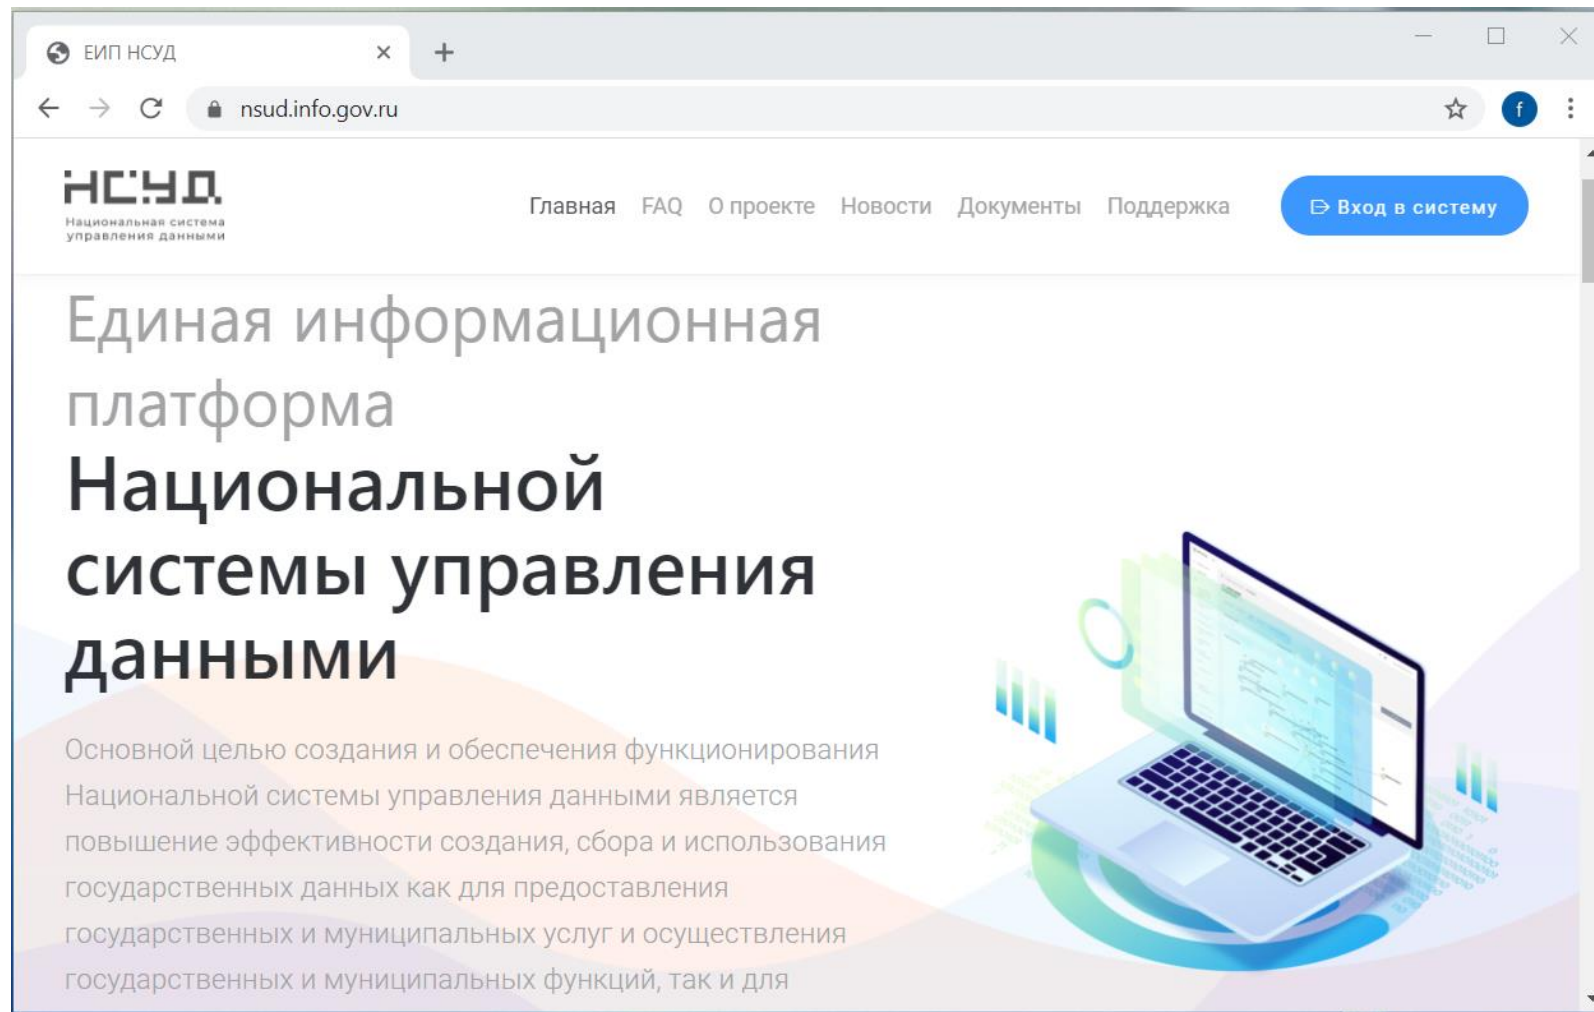 ЕИП НСУД
nsud.info.gov.ru
f
НСУД
Национальная система
управления данными
Главная FAQ О проекте Новости Документы Поддержка Вход в систему
Единая информационная
платформа
Национальной
системы управления
данными
Основной целью создания и обеспечения функционирования
Национальной системы управления данными является
повышение эффективности создания, сбора и использования
государственных данных как для предоставления
государственных и муниципальных услуг и осуществления
государственных и муниципальных функций, так и для